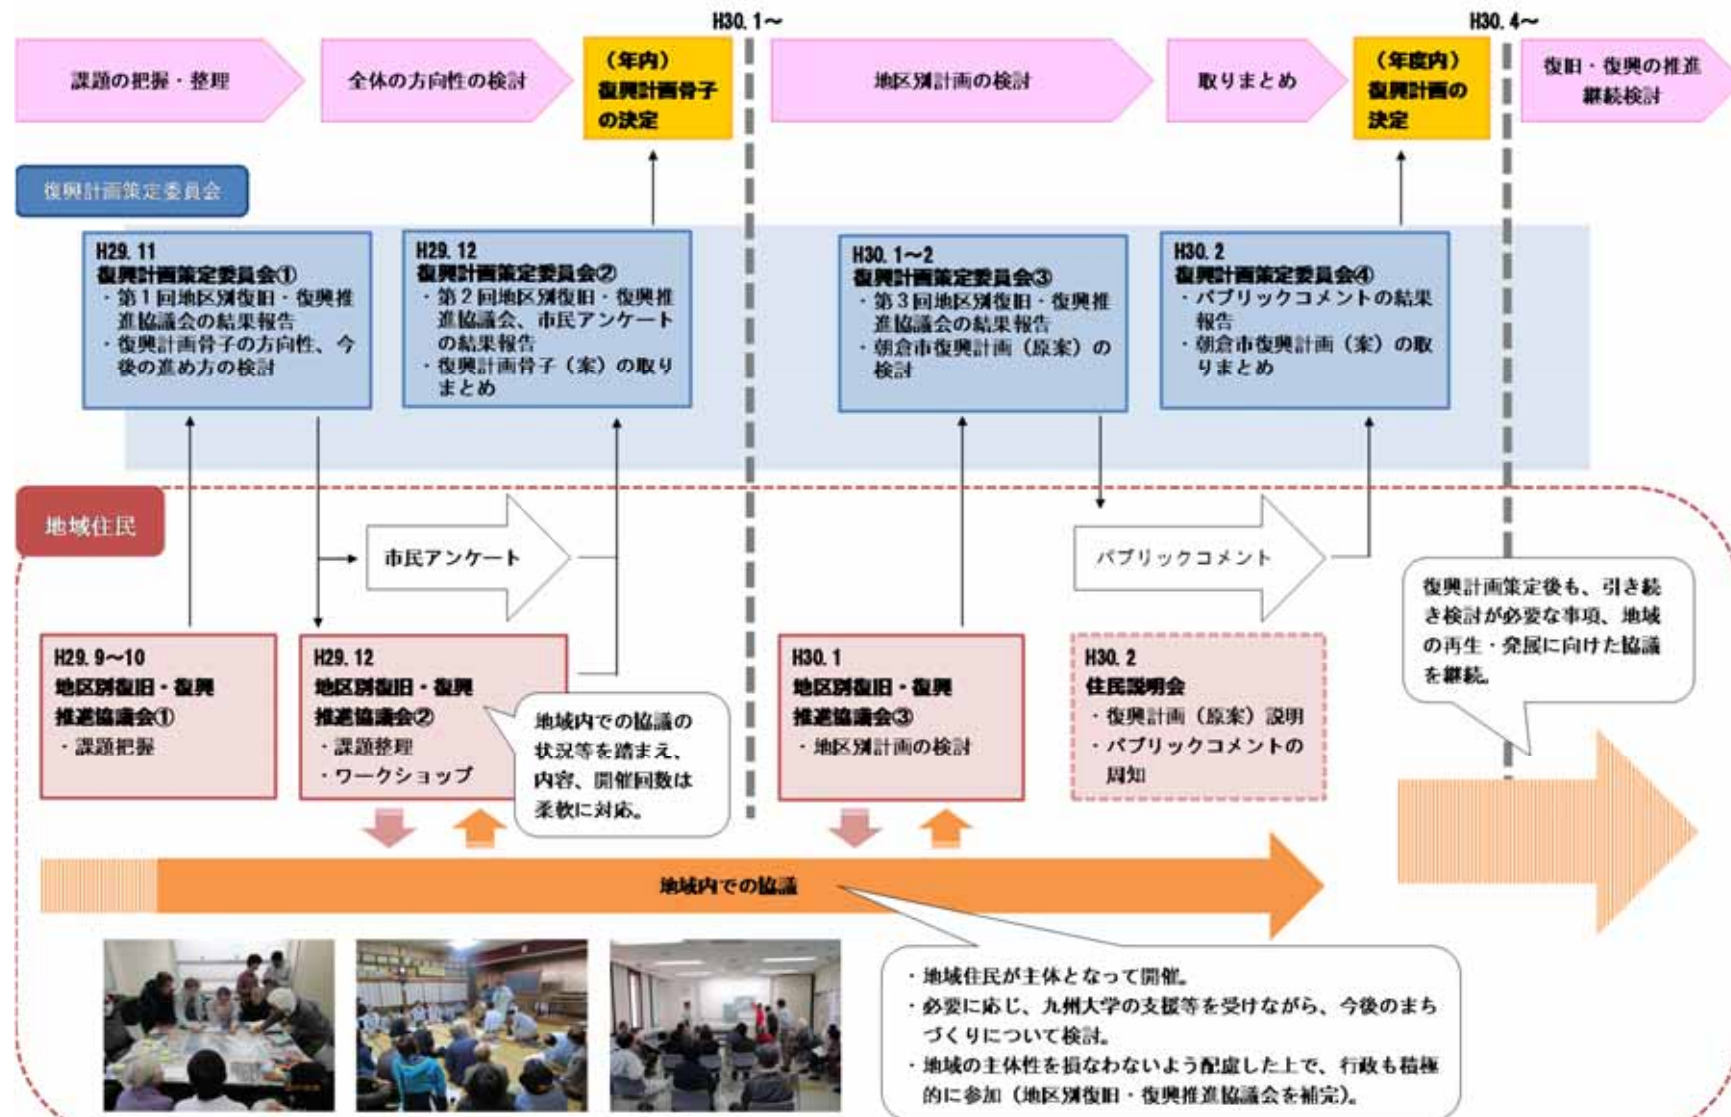 H30. 1～
H30. 4～
課題の把握・整理
全体の方向性の検討
（年内）
復興計画骨子
の決定
地区別計画の検討
取りまとめ
（年度内）
復興計画の
決定
復旧・復興の推進
継続検討
復興計画策定委員会
H29. 11
復興計画策定委員会①
・第１回地区別復旧・復興推
進協議会の結果報告
・復興計画骨子の方向性、今
後の進め方の検討
H29. 12
復興計画策定委員会②
・第２回地区別復旧・復興推
進協議会、市民アンケート
の結果報告
・復興計画骨子（案）の取り
まとめ
H30. 1～2
復興計画策定委員会③
・第３回地区別復旧・復興推
進協議会の結果報告
・朝倉市復興計画（原案）の
検討
H30. 2
復興計画策定委員会④
・パブリックコメントの結果
報告
・朝倉市復興計画（案）の取
りまとめ
地域住民
市民アンケート
パブリックコメント
復興計画策定後も、引き続
き検討が必要な事項、地域
の再生・発展に向けた協議
を継続。
H29. 9～10
地区別復旧・復興
推進協議会①
・課題把握
H29. 12
地区別復旧・復興
推進協議会②
・課題整理
・ワークショップ
地域内での協議の
状況等を踏まえ、
内容、開催回数は
柔軟に対応。
H30. 1
地区別復旧・復興
推進協議会③
・地区別計画の検討
H30. 2
住民説明会
・復興計画（原案）説明
・パブリックコメントの
周知
地域内での協議
・地域住民が主体となって開催。
・必要に応じ、九州大学の支援等を受けながら、今後のまち
づくりについて検討。
・地域の主体性を損なわないよう配慮した上で、行政も積極
的に参加（地区別復旧・復興推進協議会を補完）。